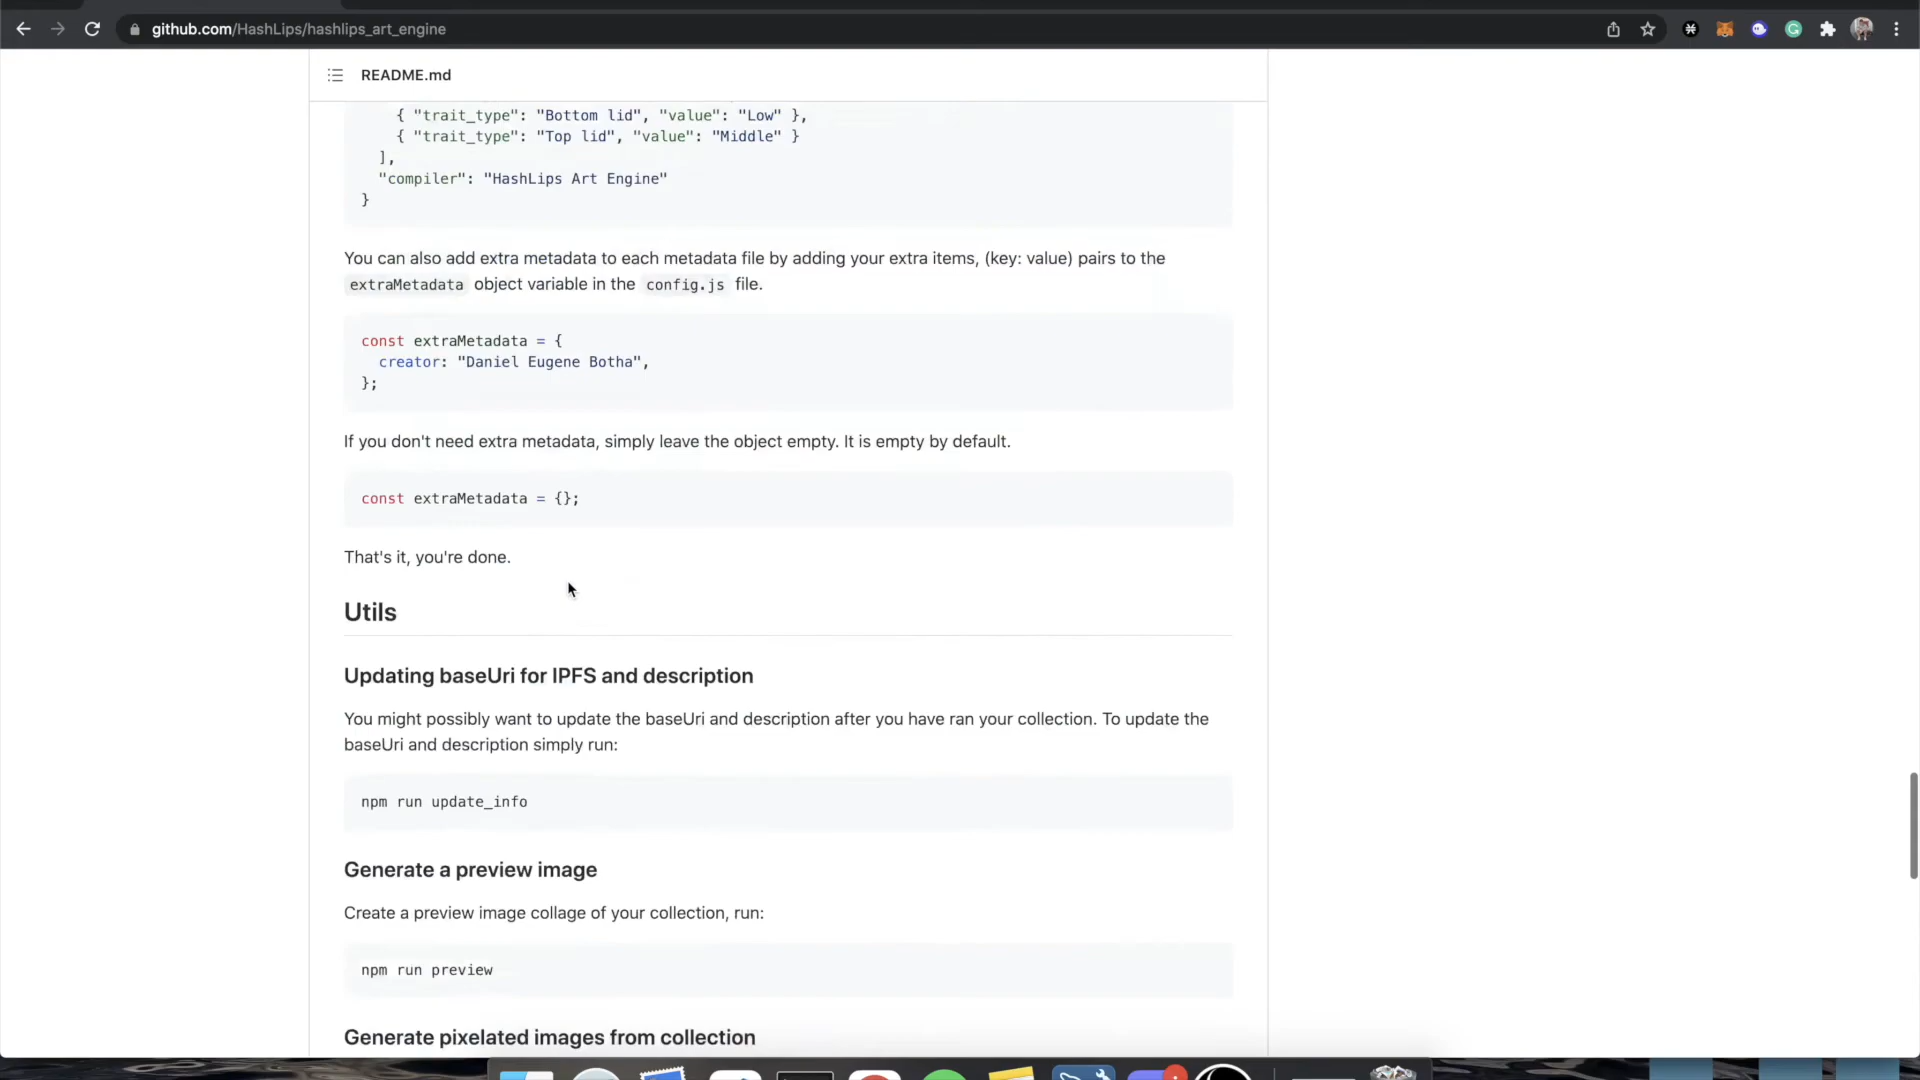 github.com/HashLips/hashlips_art_engine
README.md
{ "trait_type": "Bottom lid", "value": "Low" },
{ "trait_type": "Top lid", "value": "Middle" }
],
"compiler": "HashLips Art Engine"
}
You can also add extra metadata to each metadata file by adding your extra items, (key: value) pairs to the
extraMetadata object variable in the config.js file.
const extraMetadata = {
creator: "Daniel Eugene Botha",
};
If you don't need extra metadata, simply leave the object empty. It is empty by default.
const extraMetadata = {};
That's it, you're done.
Utils
Updating baseUri for IPFS and description
You might possibly want to update the baseUri and description after you have ran your collection. To update the
baseUri and description simply run:
npm run update_info
Generate a preview image
Create a preview image collage of your collection, run:
npm run preview
Generate pixelated images from collection